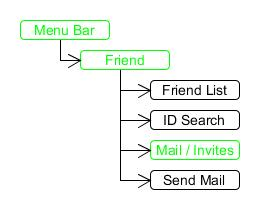 Menu Bar
Friend
Friend List
ID Search
Mail / Invites
Send Mail